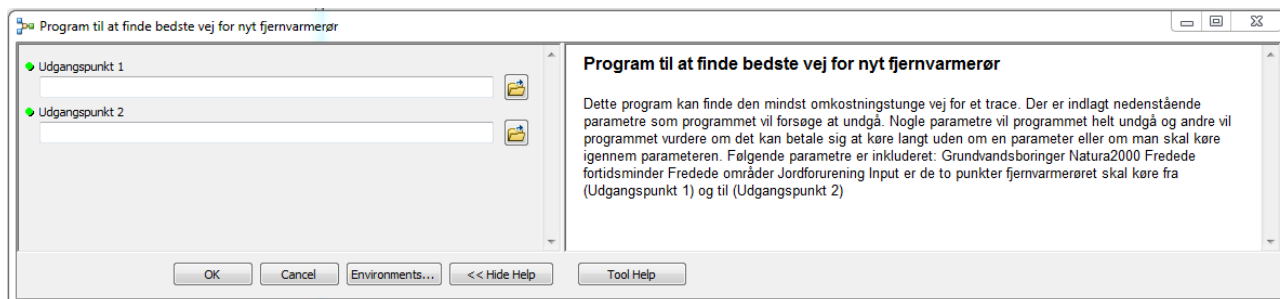 Program til at finde bedste vej for nyt fjernvarmerør
Udgangspunkt 1
Udgangspunkt 2
Program til at finde bedste vej for nyt fjernvarmerør
Dette program kan finde den mindst omkostningstunge vej for et trace. Der er indlagt nedenstående
parametre som programmet vil forsøge at undgå. Nogle parametre vil programmet helt undgå og andre vil
programmet vurdere om det kan betale sig at køre langt uden om en parameter eller om man skal køre
igennem parameteren. Følgende parametre er inkluderet: Grundvandsboringer Natura2000 Fredede
fortidsminder Fredede områder Jordforurening Input er de to punkter fjernvarmerøret skal køre fra
(Udgangspunkt 1) og til (Udgangspunkt 2)
OK Cancel Environments... << Hide Help Tool Help